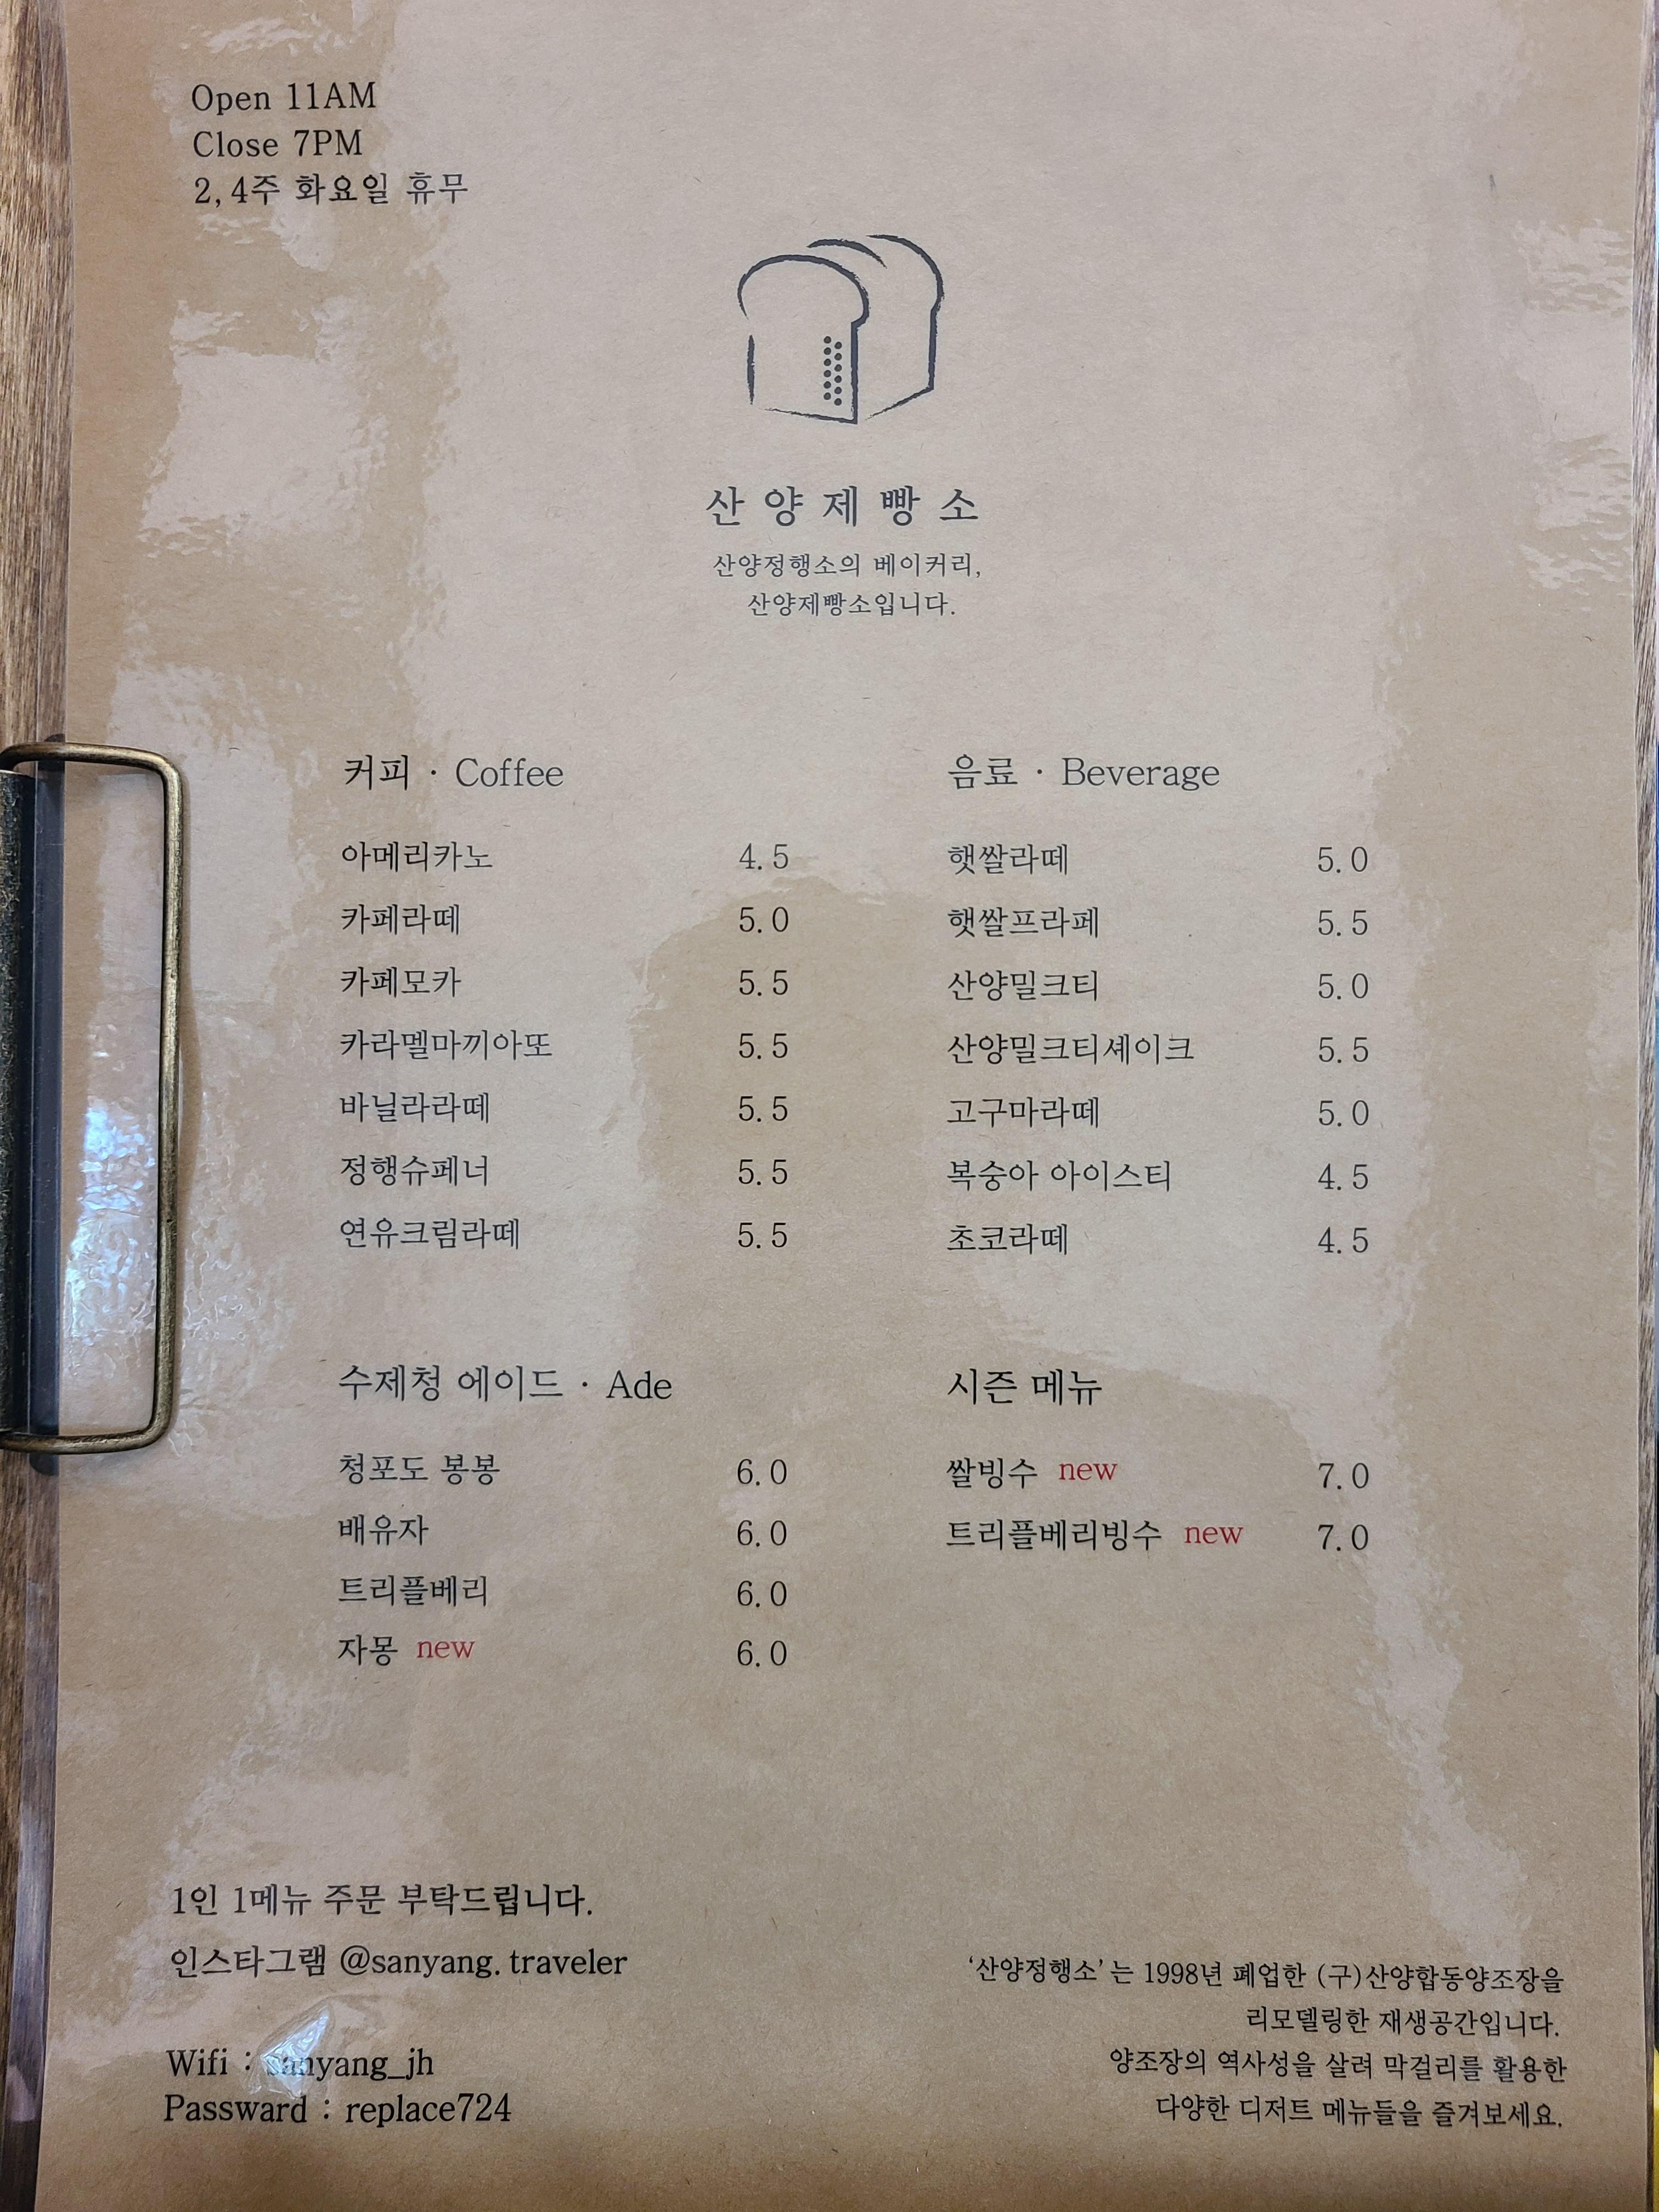 Open 11AM
Close 7PM
2, 4주 화요일 휴무
산양제빵소
산양정행소의 베이커리,
산양제빵소입니다.
커피 · Coffee
아메리카노 4.5
카페라떼 5.0
카페모카 5.5
카라멜마끼아또 5.5
바닐라라떼 5.5
정행슈페너 5.5
연유크림라떼 5.5
음료 · Beverage
햇쌀라떼 5.0
햇쌀프라페 5.5
산양밀크티 5.0
산양밀크티셰이크 5.5
고구마라떼 5.0
복숭아 아이스티 4.5
초코라떼 4.5
수제청 에이드 · Ade
청포도 봉봉 6.0
배유자 6.0
트리플베리 6.0
자몽 new 6.0
시즌 메뉴
쌀빙수 new 7.0
트리플베리빙수 new 7.0
1인 1메뉴 주문 부탁드립니다.
인스타그램 @sanyang.traveler
Wifi : sanyang_jh
Passward : replace724
‘산양정행소’는 1998년 폐업한 (구)산양합동양조장을
리모델링한 재생공간입니다.
양조장의 역사성을 살려 막걸리를 활용한
다양한 디저트 메뉴들을 즐겨보세요.